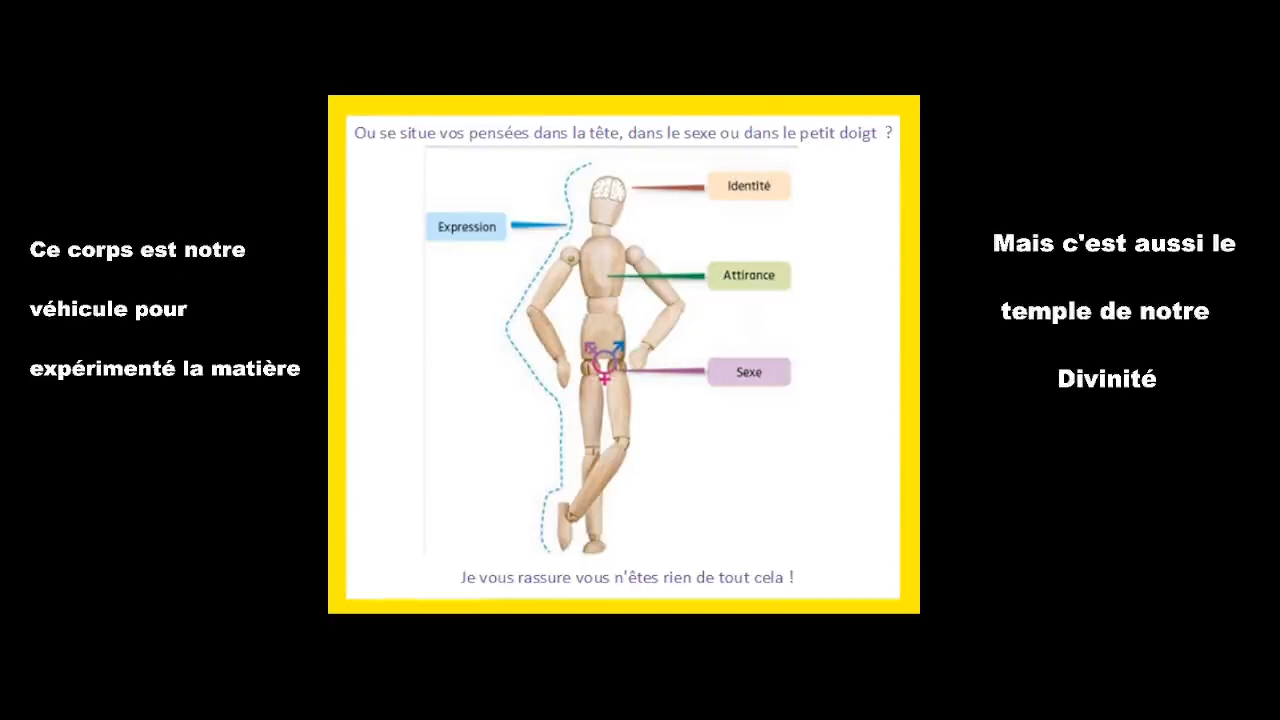 Ce corps est notre
véhicule pour
expérimenté la matière
Ou se situe vos pensées dans la tête, dans le sexe ou dans le petit doigt ?
Identité
Expression
Attirance
Sexe
Je vous rassure vous n'êtes rien de tout cela !
Mais c'est aussi le
temple de notre
Divinité